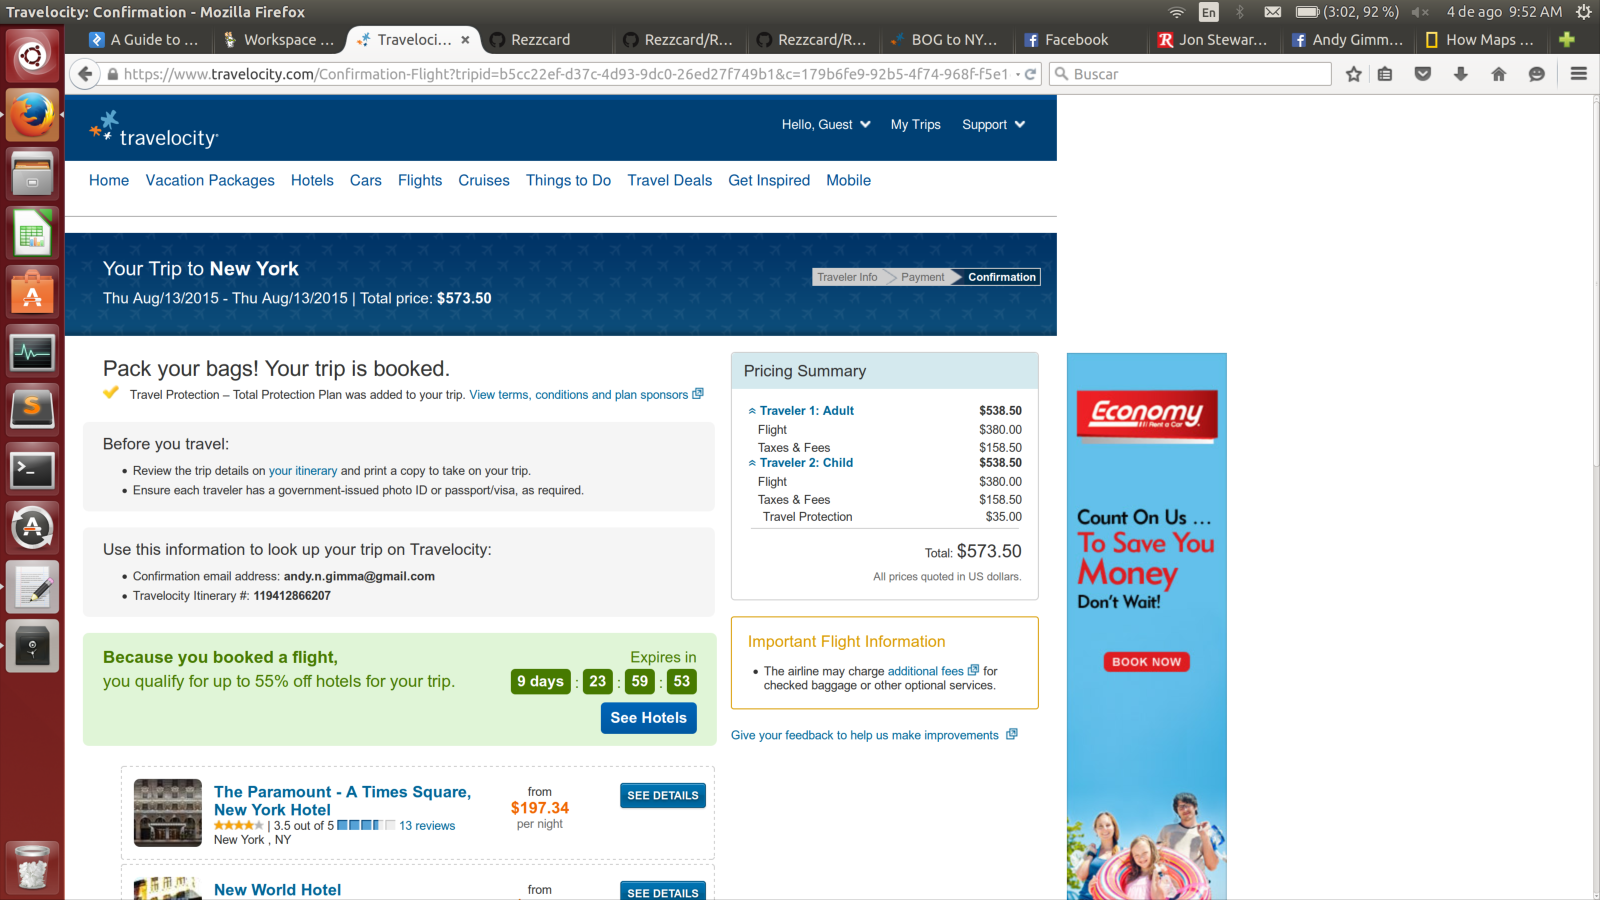 Travelocity: Confirmation - Mozilla Firefox
En
(3:02, 92 %)
4 de ago 9:52 AM
A Guide to ...
Workspace ...
Traveloci...
Rezzcard
Rezzcard/R...
Rezzcard/R...
BOG to NY...
Facebook
Jon Stewar...
Andy Gimm...
How Maps ...
https://www.travelocity.com/Confirmation-Flight?tripid=b5cc22ef-d37c-4d93-9dc0-26ed27f749b1&c=179b6fe9-92b5-4f74-968f-f5e1
Buscar
travelocity
Hello, Guest
My Trips
Support
Home
Vacation Packages
Hotels
Cars
Flights
Cruises
Things to Do
Travel Deals
Get Inspired
Mobile
Your Trip to New York
Thu Aug/13/2015 - Thu Aug/13/2015 | Total price: $573.50
Traveler Info
Payment
Confirmation
Pack your bags! Your trip is booked.
Travel Protection – Total Protection Plan was added to your trip. View terms, conditions and plan sponsors
Before you travel:
• Review the trip details on your itinerary and print a copy to take on your trip.
• Ensure each traveler has a government-issued photo ID or passport/visa, as required.
Use this information to look up your trip on Travelocity:
• Confirmation email address: andy.n.gimma@gmail.com
• Travelocity Itinerary #: 119412866207
Because you booked a flight,
you qualify for up to 55% off hotels for your trip.
Expires in
9 days : 23 : 59 : 53
See Hotels
The Paramount - A Times Square,
New York Hotel
| 3.5 out of 5
13 reviews
New York , NY
from
$197.34
per night
SEE DETAILS
New World Hotel
from
SEE DETAILS
Pricing Summary
Traveler 1: Adult $538.50
Flight $380.00
Taxes & Fees $158.50
Traveler 2: Child $538.50
Flight $380.00
Taxes & Fees $158.50
Travel Protection $35.00
Total: $573.50
All prices quoted in US dollars.
Important Flight Information
• The airline may charge additional fees for
checked baggage or other optional services.
Give your feedback to help us make improvements
Economy
Rent a Car
Count On Us ...
To Save You
Money
Don't Wait!
BOOK NOW